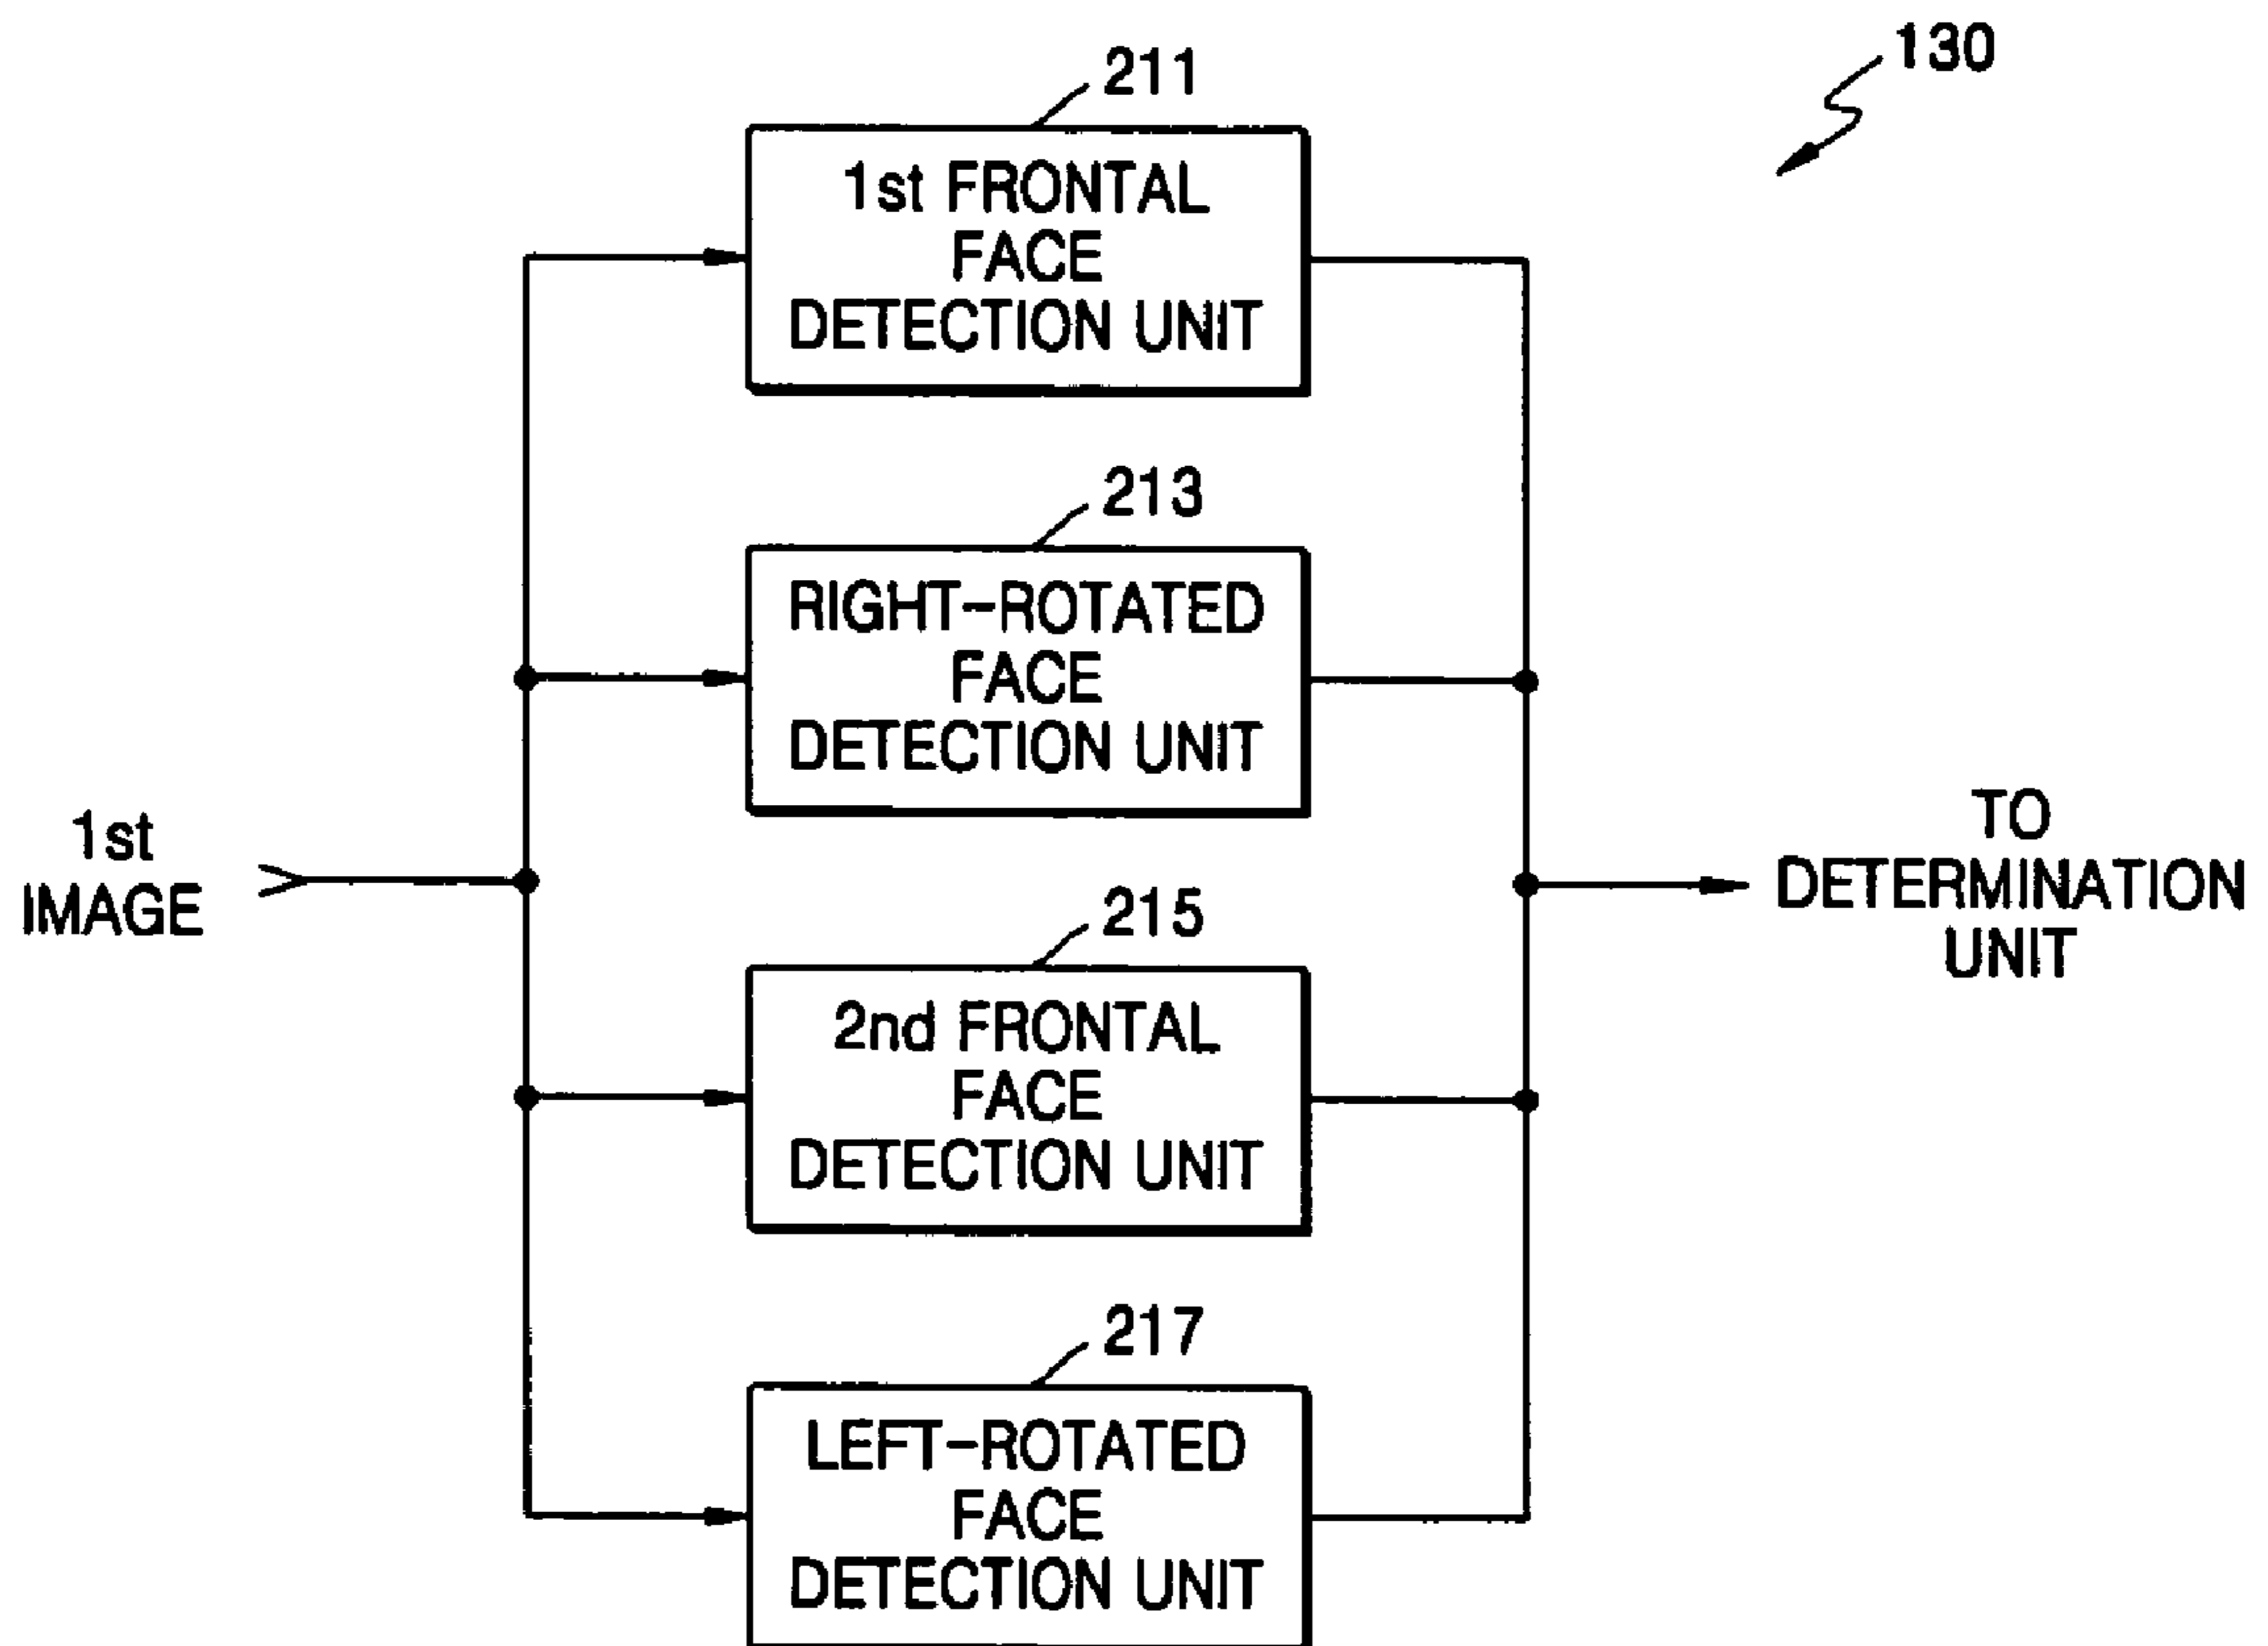 130
211
1st FRONTAL
FACE
DETECTION UNIT
213
RIGHT-ROTATED
FACE
DETECTION UNIT
1st
IMAGE
TO
DETERMINATION
UNIT
215
2nd FRONTAL
FACE
DETECTION UNIT
217
LEFT-ROTATED
FACE
DETECTION UNIT